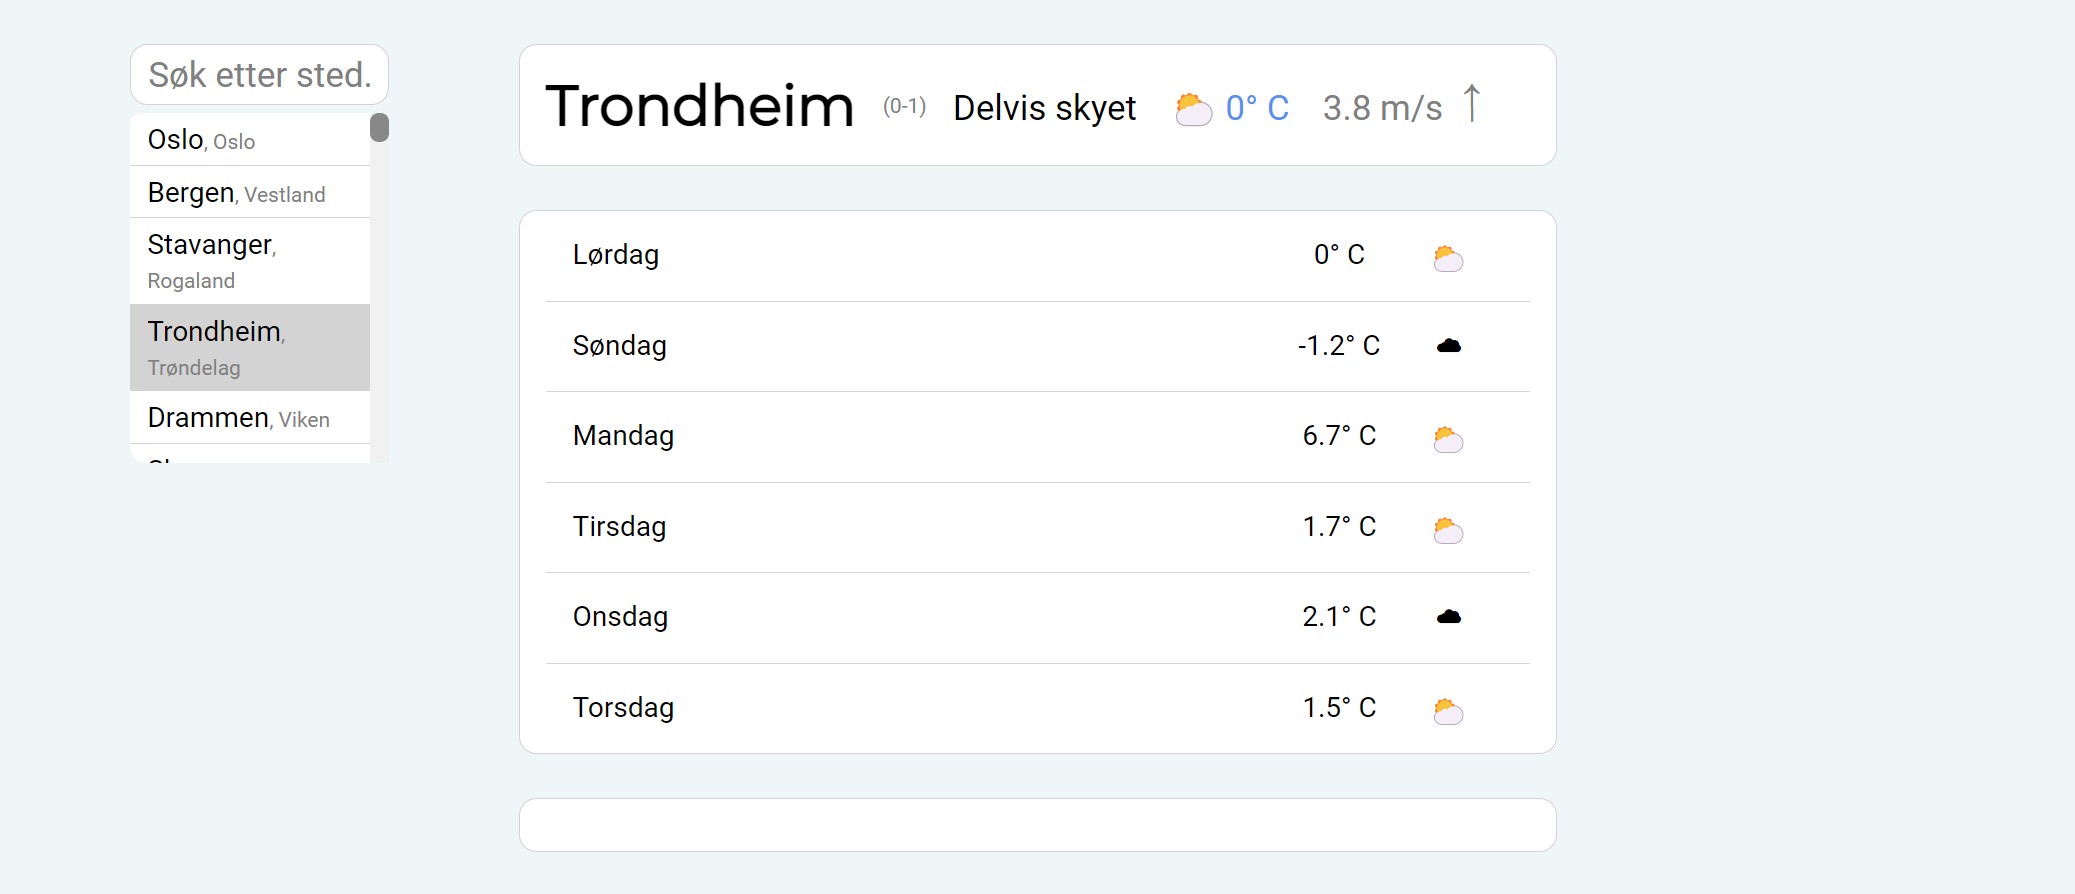 Søk etter sted.
Oslo, Oslo
Bergen, Vestland
Stavanger,
Rogaland
Trondheim,
Trøndelag
Drammen, Viken
Trondheim (0-1) Delvis skyet 0° C 3.8 m/s ↑
Lørdag 0° C
Søndag -1.2° C
Mandag 6.7° C
Tirsdag 1.7° C
Onsdag 2.1° C
Torsdag 1.5° C